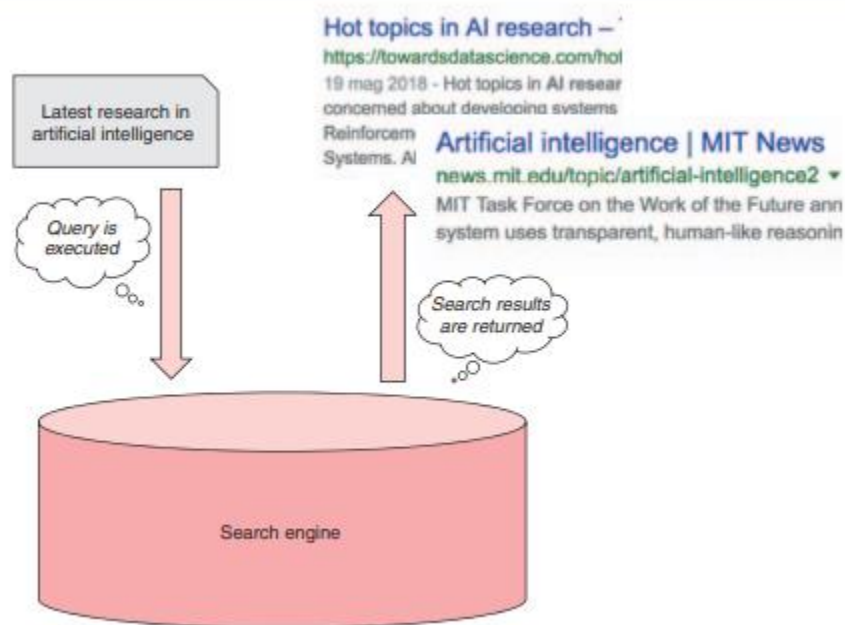 Latest research in
artificial intelligence
Query is
executed
Hot topics in AI research –
https://towardsdatascience.com/hot
19 mag 2018 - Hot topics in AI resear
concerned about developing systems
Reinforcem
Systems. AI
Artificial intelligence | MIT News
news.mit.edu/topic/artificial-intelligence2
MIT Task Force on the Work of the Future ann
system uses transparent, human-like reasonin
Search results
are returned
Search engine